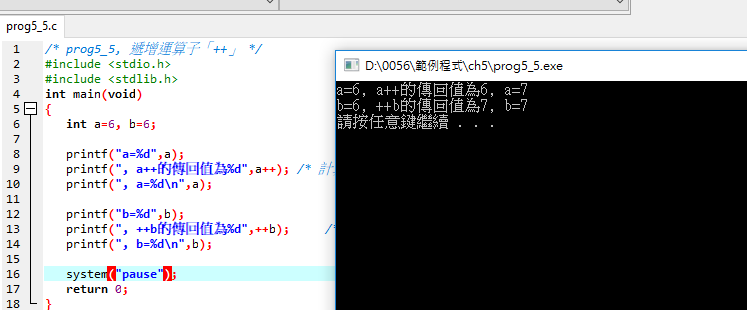 prog5_5.c
1 /* prog5_5, 遞增運算子「++」 */
2 #include <stdio.h>
3 #include <stdlib.h>
4 int main(void)
5 {
6 int a=6, b=6;
7
8 printf("a=%d",a);
9 printf(", a++的傳回值為%d",a++); /* 計
10 printf(", a=%d\n",a);
11
12 printf("b=%d",b);
13 printf(", ++b的傳回值為%d",++b); /*
14 printf(", b=%d\n",b);
15
16 system("pause");
17 return 0;
18 }
D:\0056\範例程式\ch5\prog5_5.exe
a=6, a++的傳回值為6, a=7
b=6, ++b的傳回值為7, b=7
請按任意鍵繼續 . . .